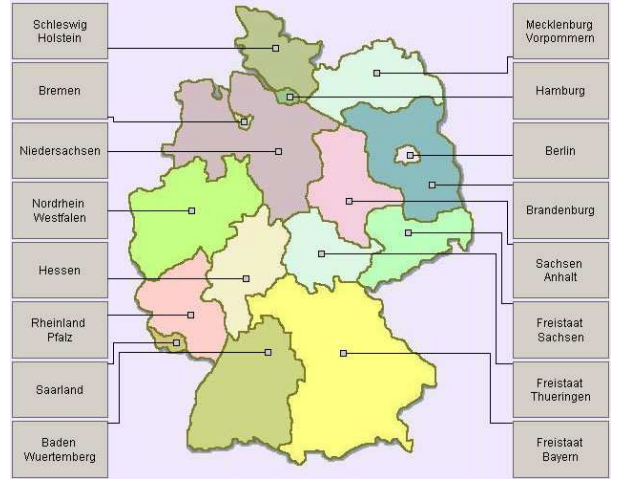 Schleswig
Holstein
Bremen
Niedersachsen
Nordrhein
Westfalen
Hessen
Rheinland
Pfalz
Saarland
Baden
Wuertemberg
Mecklenburg
Vorpommern
Hamburg
Berlin
Brandenburg
Sachsen
Anhalt
Freistaat
Sachsen
Freistaat
Thueringen
Freistaat
Bayern